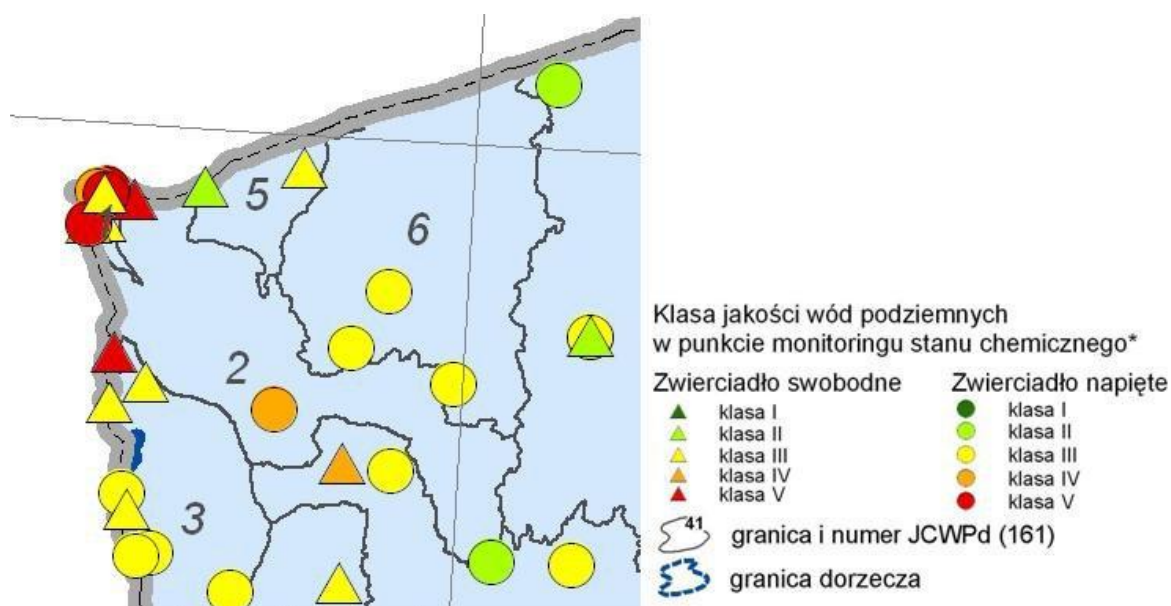 5
6
2
3
Klasa jakości wód podziemnych
w punkcie monitoringu stanu chemicznego*
Zwierciadło swobodne
klasa I
klasa II
klasa III
klasa IV
klasa V
Zwierciadło napięte
klasa I
klasa II
klasa III
klasa IV
klasa V
41 granica i numer JCWPd (161)
granica dorzecza